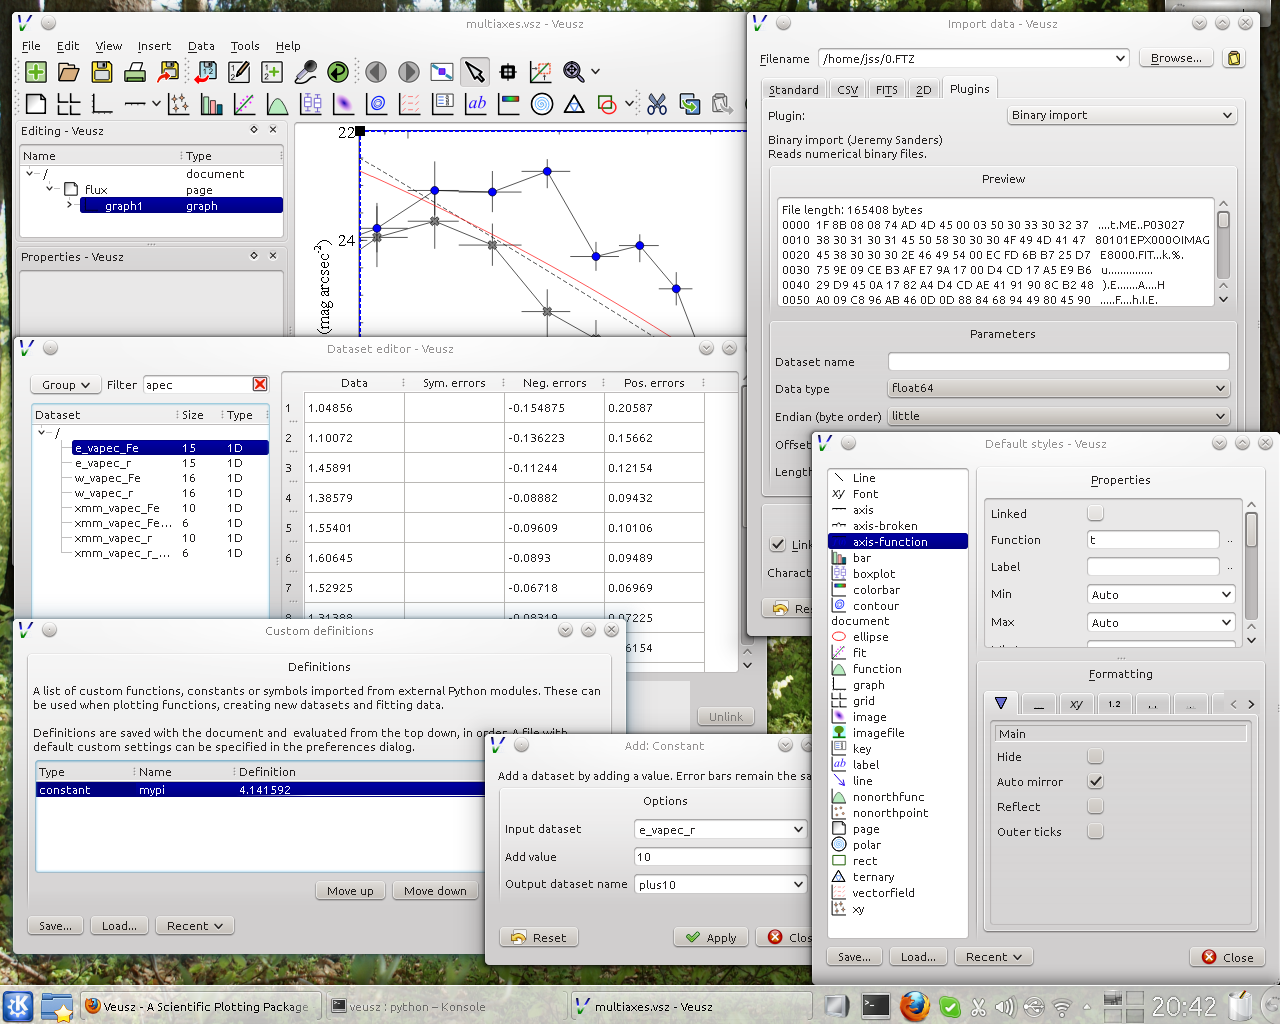 multiaxes.vsz - Veusz
File Edit View Insert Data Tools Help
Editing - Veusz
Name Type
/ document
flux page
graph1 graph
Properties - Veusz
22
24
(mag arcsec-2)
Import data - Veusz
Filename /home/jss/0.FTZ Browse...
Standard CSV FITS 2D Plugins
Plugin: Binary import
Binary import (Jeremy Sanders)
Reads numerical binary files.
Preview
File length: 165408 bytes
0000 1F 8B 08 08 74 AD 4D 45 00 03 50 30 33 30 32 37 ....t.ME..P03027
0010 38 30 31 30 31 45 50 58 30 30 30 4F 49 4D 41 47 80101EPX000OIMAG
0020 45 38 30 30 30 2E 46 49 54 00 EC FD 6B B7 25 D7 E8000.FIT...k.%.
0030 75 9E 09 CE B3 AF E7 9A 17 00 D4 CD 17 A5 E9 B6 u...............
0040 29 D9 45 0A 17 82 A4 D4 CD AE 41 91 90 8C B2 48 ).E.......A....H
0050 A0 09 C8 96 AB 46 0D 0D 88 84 68 94 49 80 45 90 .....F....h.I.E.
Parameters
Dataset name
Data type float64
Endian (byte order) little
Dataset editor - Veusz
Group Filter apec
Dataset Size Type
/
e_vapec_Fe 15 1D
e_vapec_r 15 1D
w_vapec_Fe 16 1D
w_vapec_r 16 1D
xmm_vapec_Fe 10 1D
xmm_vapec_Fe... 6 1D
xmm_vapec_r 10 1D
xmm_vapec_r_... 6 1D
Data Sym. errors Neg. errors Pos. errors
1 1.04856 -0.154875 0.20587
2 1.10072 -0.136223 0.15662
3 1.45891 -0.11244 0.12154
4 1.38579 -0.08882 0.09432
5 1.55401 -0.09609 0.10106
6 1.60645 -0.0893 0.09489
7 1.52925 -0.06718 0.06969
8 1.31388 -0.08319 0.07225
6154
Unlink
Custom definitions
Definitions
A list of custom functions, constants or symbols imported from external Python modules. These can
be used when plotting functions, creating new datasets and fitting data.
Definitions are saved with the document and evaluated from the top down, in order. A file with
default custom settings can be specified in the preferences dialog.
Type Name Definition
constant mypi 4.141592
Move up Move down
Save... Load... Recent
Add: Constant
Add a dataset by adding a value. Error bars remain the sa
Options
Input dataset e_vapec_r
Add value 10
Output dataset name plus10
Reset Apply Clos
Default styles - Veusz
Line
Font
axis
axis-broken
axis-function
bar
boxplot
colorbar
contour
document
ellipse
fit
function
graph
grid
image
imagefile
key
label
line
nonorthfunc
nonorthpoint
page
polar
rect
ternary
vectorfield
xy
Properties
Linked
Function t
Label
Min Auto
Max Auto
Formatting
xy 1.2
Main
Hide
Auto mirror
Reflect
Outer ticks
Save... Load... Recent Close
Offset
Length
Link
Charact
Res
Veusz - A Scientific Plotting Package
veusz : python - Konsole
multiaxes.vsz - Veusz
20:42